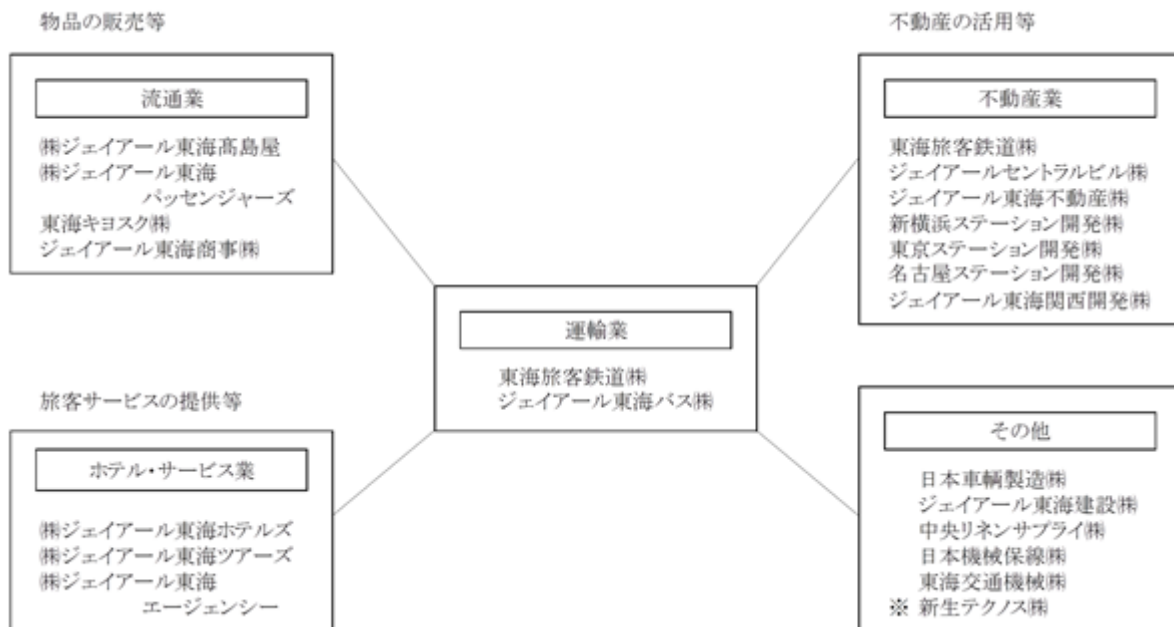 物品の販売等
流通業
㈱ジェイアール東海髙島屋
㈱ジェイアール東海
パッセンジャーズ
東海キヨスク㈱
ジェイアール東海商事㈱
旅客サービスの提供等
ホテル・サービス業
㈱ジェイアール東海ホテルズ
㈱ジェイアール東海ツアーズ
㈱ジェイアール東海
エージェンシー
運輸業
東海旅客鉄道㈱
ジェイアール東海バス㈱
不動産の活用等
不動産業
東海旅客鉄道㈱
ジェイアールセントラルビル㈱
ジェイアール東海不動産㈱
新横浜ステーション開発㈱
東京ステーション開発㈱
名古屋ステーション開発㈱
ジェイアール東海関西開発㈱
その他
日本車輌製造㈱
ジェイアール東海建設㈱
中央リネンサプライ㈱
日本機械保線㈱
東海交通機械㈱
※ 新生テクノス㈱